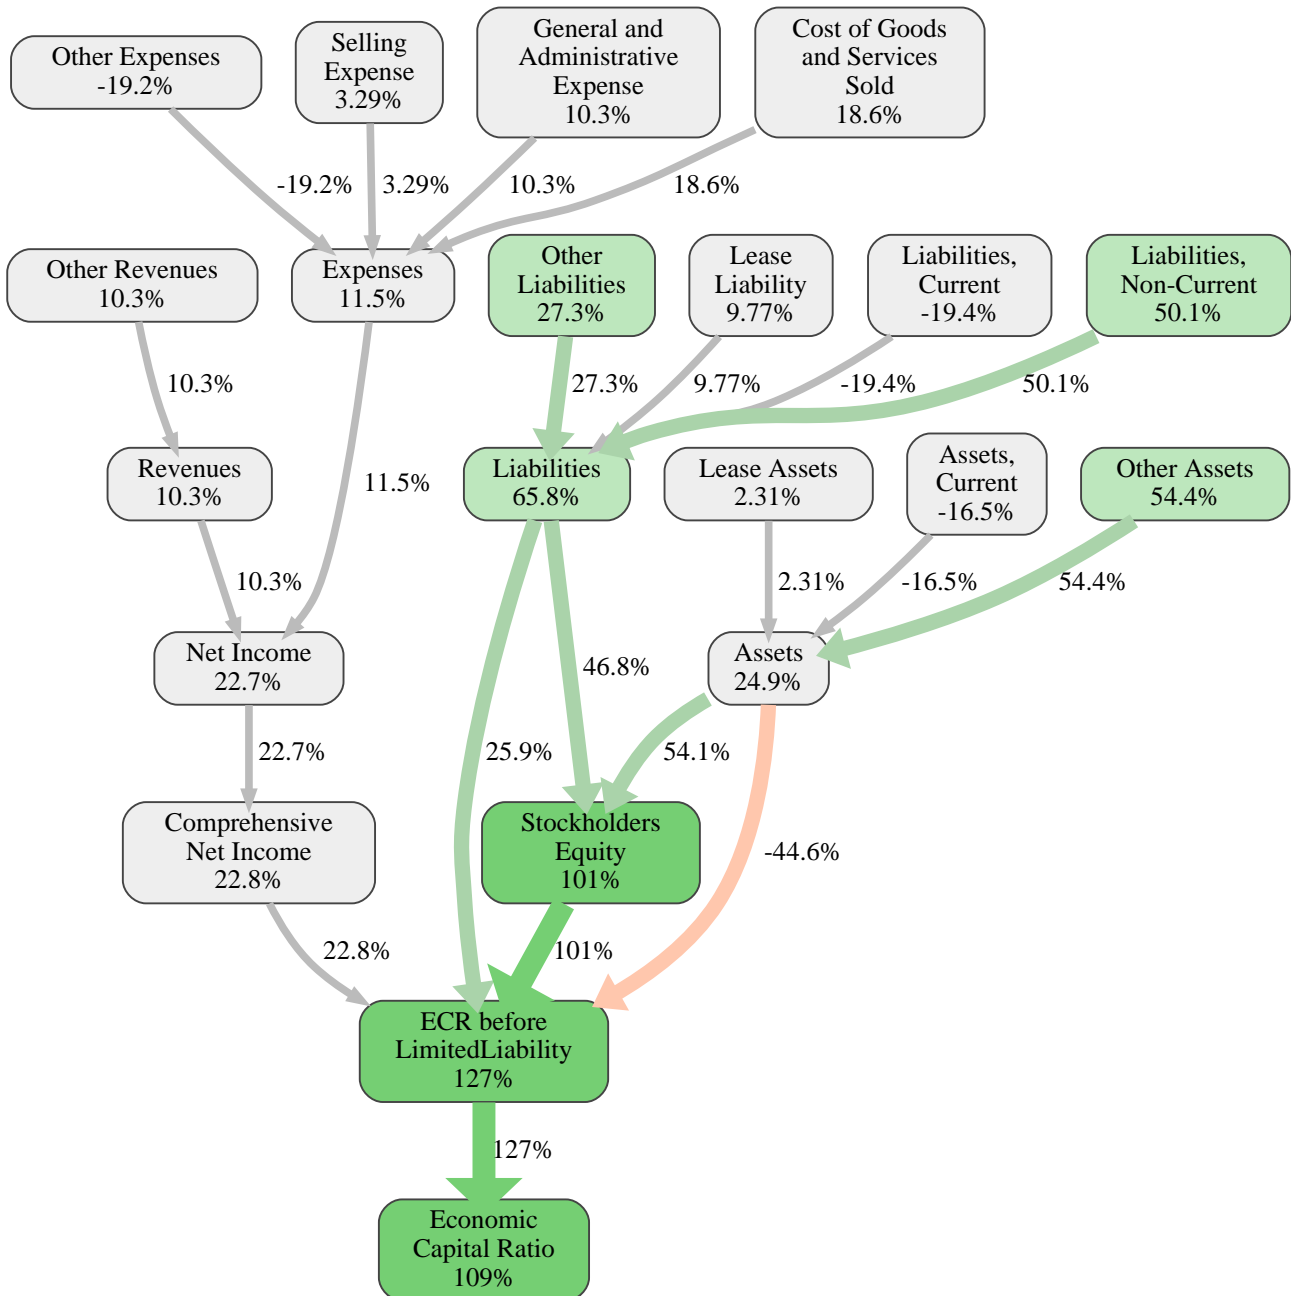 Other Expenses
-19.2%
Selling
Expense
3.29%
General and
Administrative
Expense
10.3%
Cost of Goods
and Services
Sold
18.6%
-19.2%
3.29%
10.3%
18.6%
Other Revenues
10.3%
Expenses
11.5%
Other
Liabilities
27.3%
Lease
Liability
9.77%
Liabilities,
Current
-19.4%
Liabilities,
Non-Current
50.1%
10.3%
27.3%
9.77%
-19.4%
50.1%
Revenues
10.3%
11.5%
Liabilities
65.8%
Lease Assets
2.31%
Assets,
Current
-16.5%
Other Assets
54.4%
10.3%
2.31%
-16.5%
54.4%
Net Income
22.7%
46.8%
Assets
24.9%
22.7%
25.9%
54.1%
Comprehensive
Net Income
22.8%
Stockholders
Equity
101%
-44.6%
22.8%
101%
ECR before
LimitedLiability
127%
127%
Economic
Capital Ratio
109%